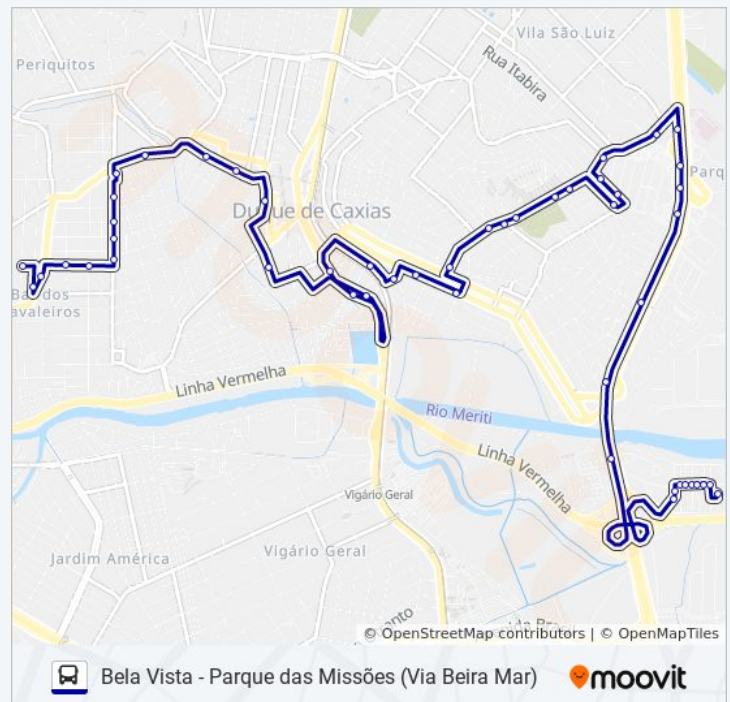 Vila São Luiz
Periquitos
Rua Itabira
Parq
Duque de Caxias
Bar dos
avaleiros
Linha Vermelha
Rio Meriti
Linha Vermelha
Vigário Geral
Jardim América
Vigário Geral
© OpenStreetMap contributors | © OpenMapTiles
Bela Vista - Parque das Missões (Via Beira Mar)
moovit